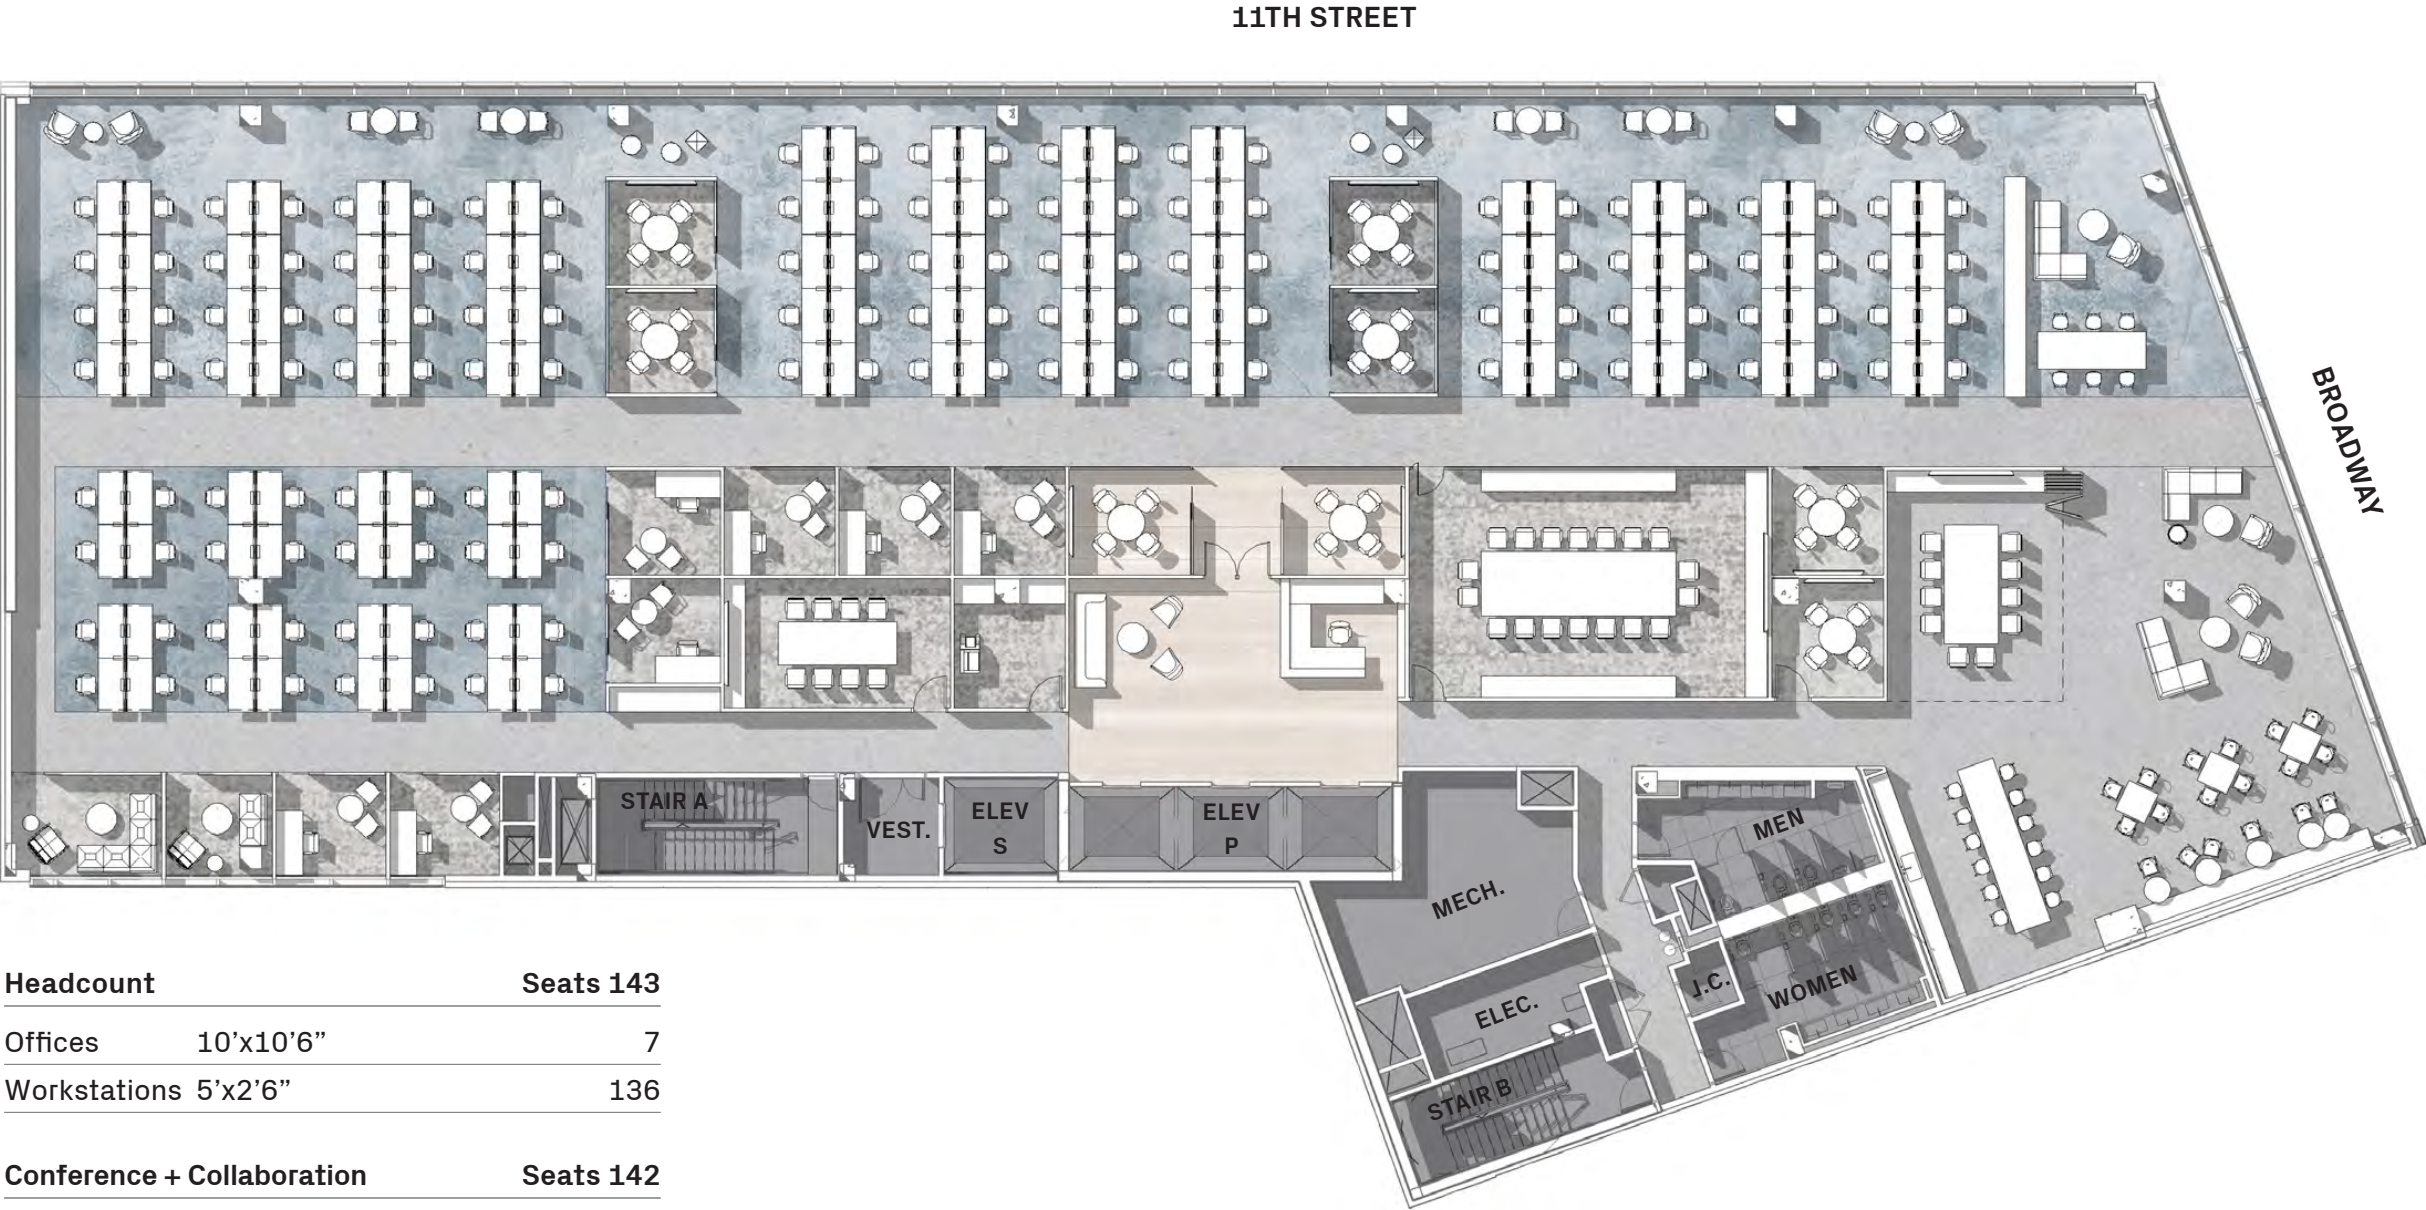 11TH STREET
BROADWAY
STAIR A
VEST.
ELEV
S
ELEV
P
MEN
MECH.
J.C.
WOMEN
ELEC.
STAIR B
Headcount Seats 143
Offices 10’x10’6” 7
Workstations 5’x2’6” 136
Conference + Collaboration Seats 142